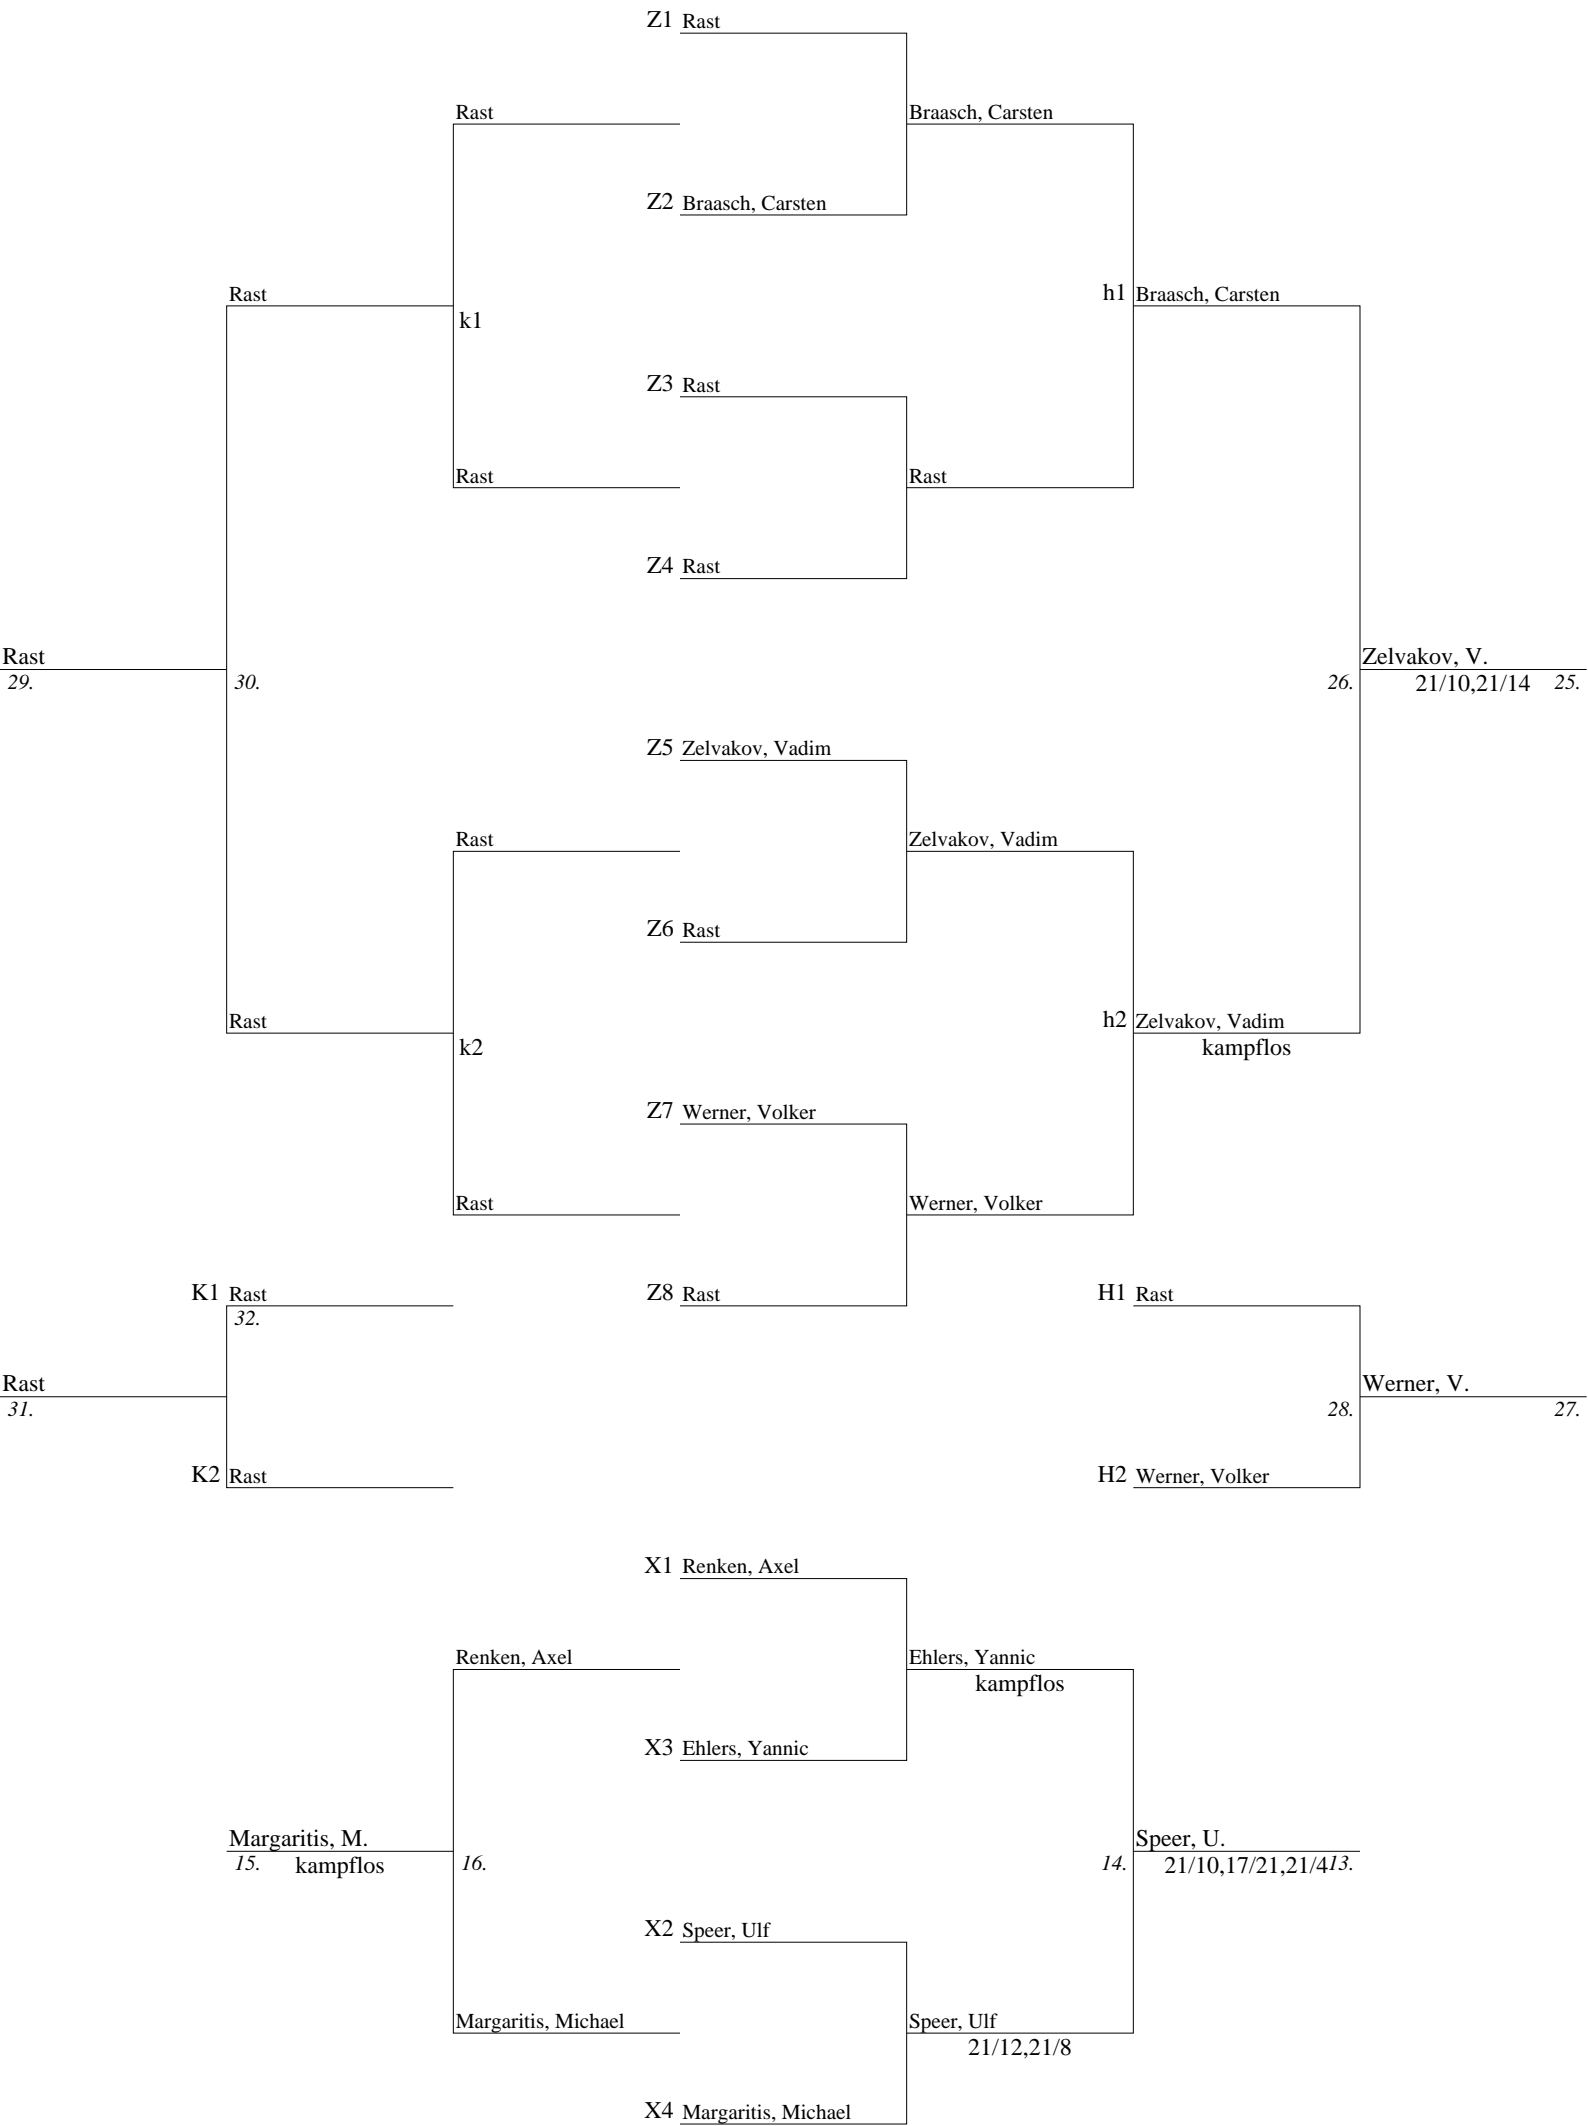 Z1 Rast
Rast
Braasch, Carsten
Z2 Braasch, Carsten
Rast
k1
h1 Braasch, Carsten
Z3 Rast
Rast
Rast
Z4 Rast
Rast
29.
30.
Zelvakov, V.
26.
21/10,21/14 25.
Z5 Zelvakov, Vadim
Rast
Zelvakov, Vadim
Z6 Rast
Rast
k2
h2 Zelvakov, Vadim
kampflos
Z7 Werner, Volker
Rast
Werner, Volker
K1 Rast
32.
Z8 Rast
H1 Rast
Rast
31.
Werner, V.
28.
27.
K2 Rast
H2 Werner, Volker
X1 Renken, Axel
Renken, Axel
Ehlers, Yannic
kampflos
X3 Ehlers, Yannic
Margaritis, M.
15. kampflos
16.
Speer, U.
14.
21/10,17/21,21/4 13.
X2 Speer, Ulf
Margaritis, Michael
Speer, Ulf
21/12,21/8
X4 Margaritis, Michael